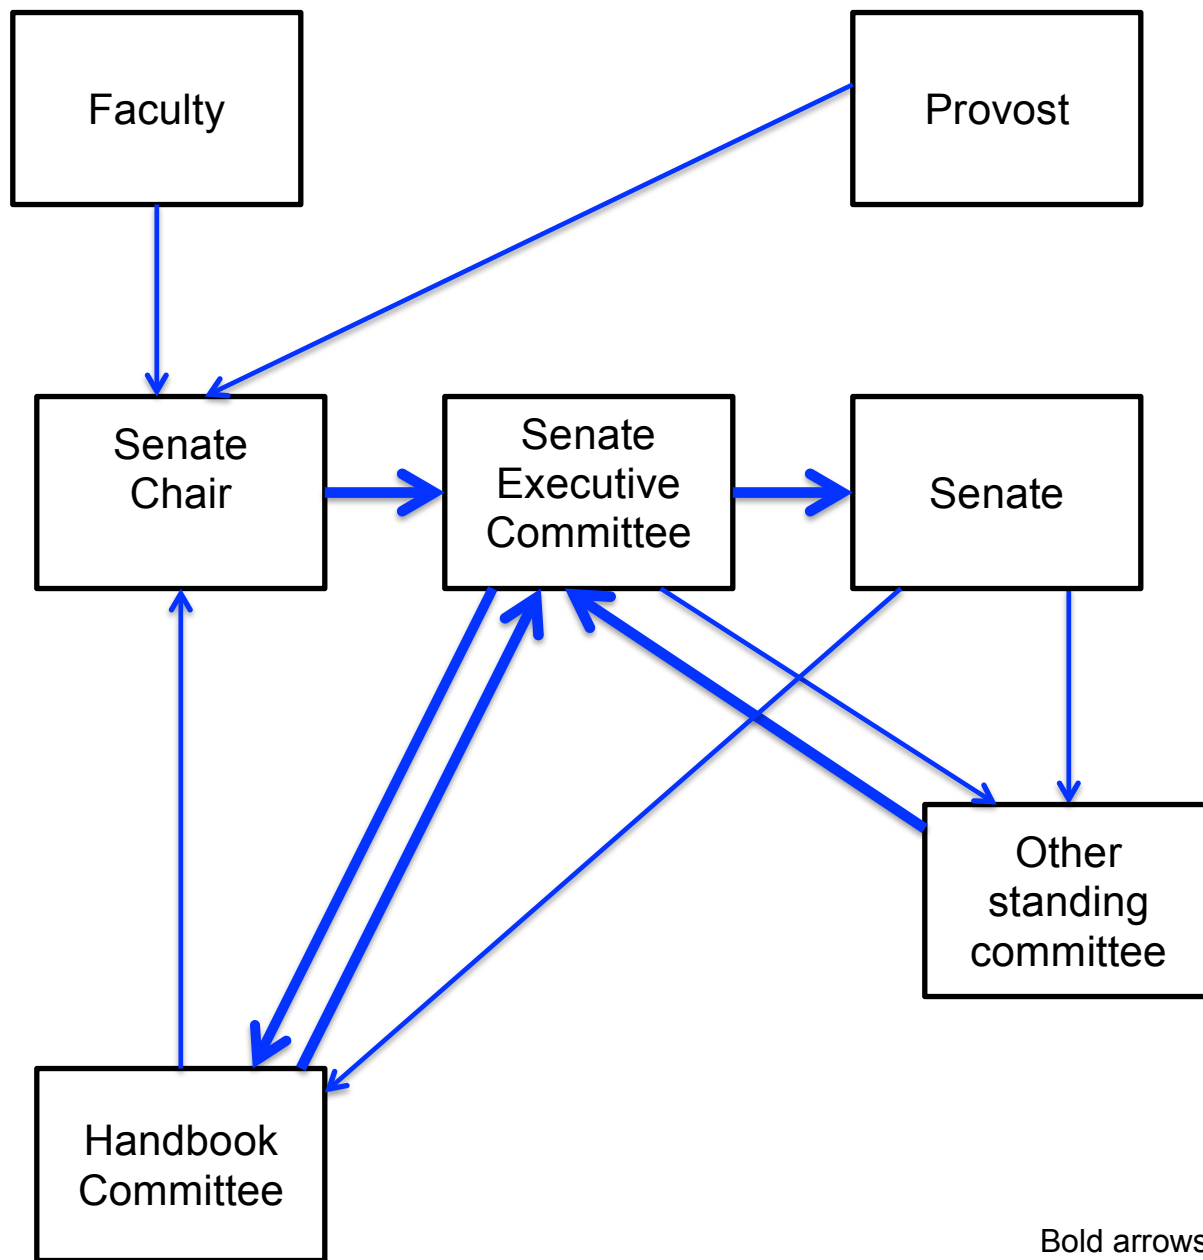 Faculty
Provost
Senate
Chair
Senate
Executive
Committee
Senate
Other
standing
committee
Handbook
Committee
Bold arrows